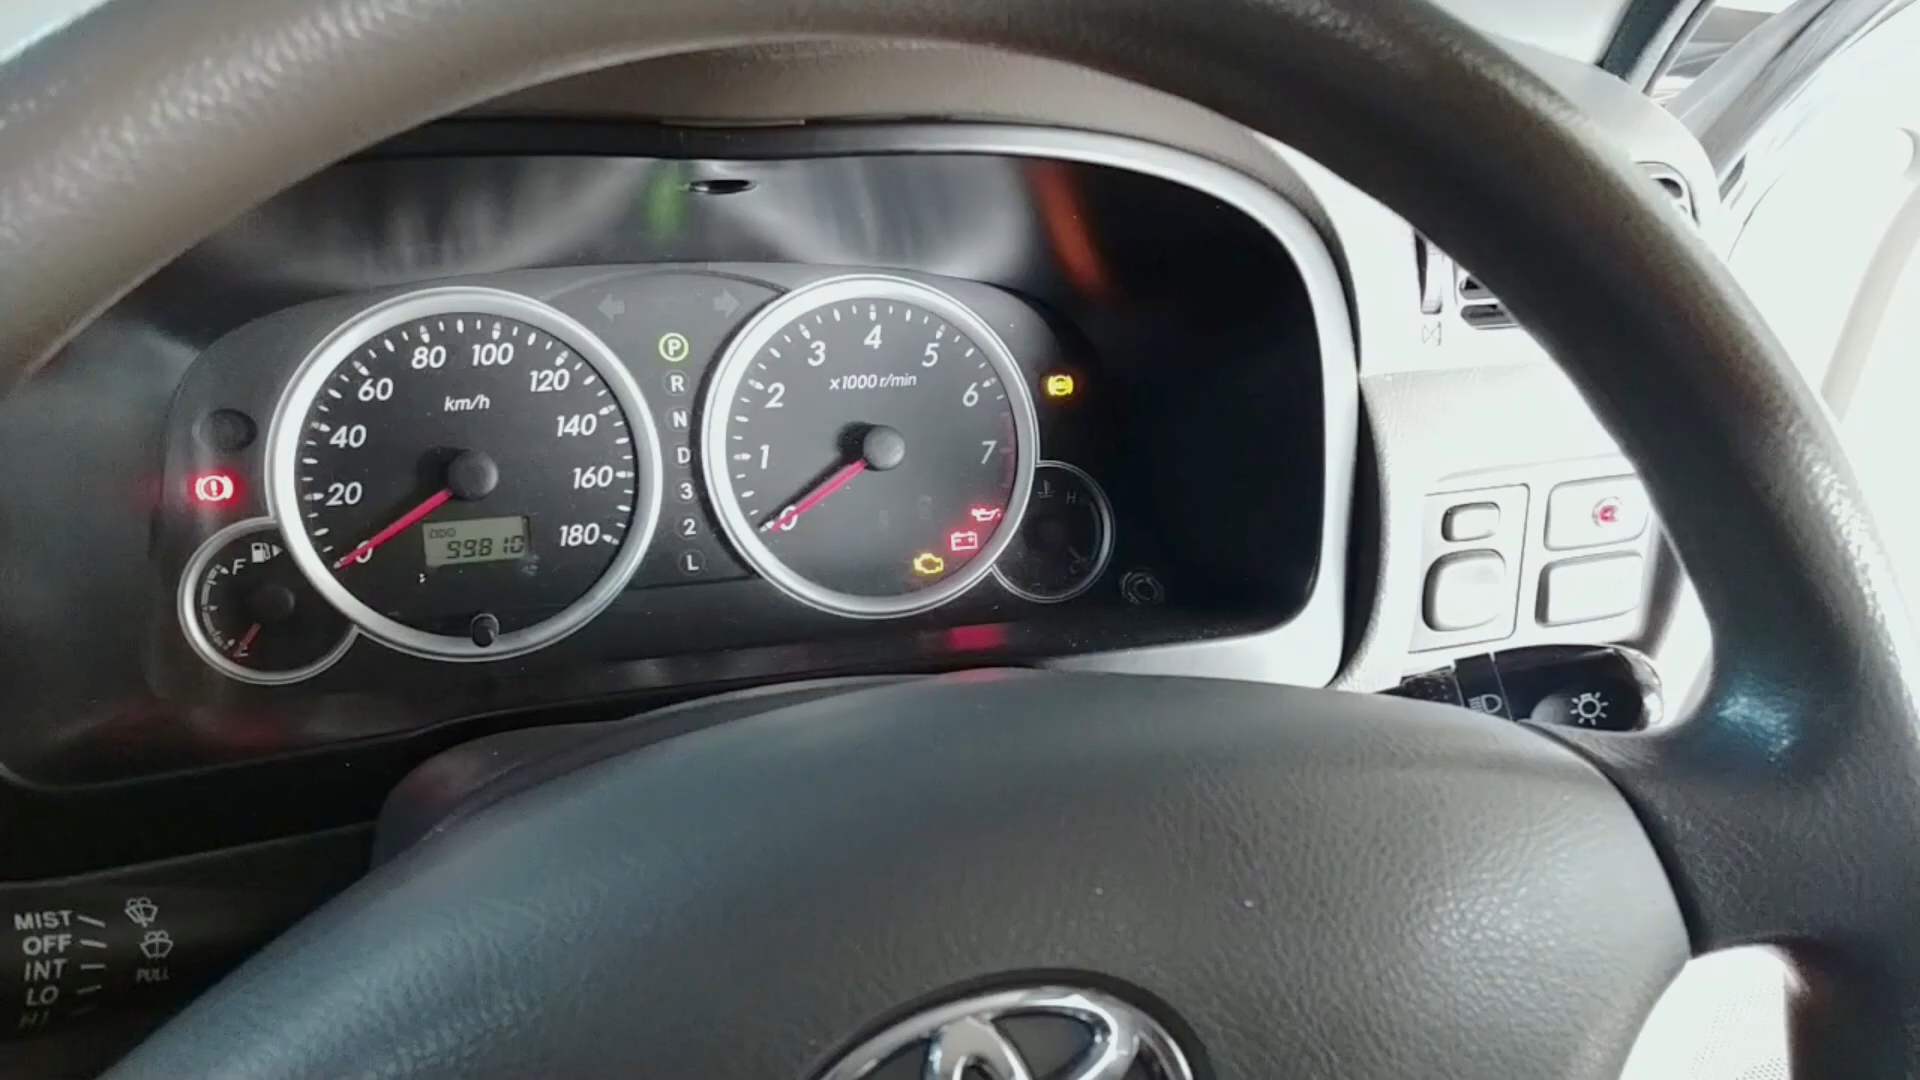 80 100
60 120
km/h
40 140
20 160
0 180
ODO
99810
F
P
R
N
D
3
2
L
4
3 5
x1000 r/min
2 6
1 7
0
H
MIST
OFF
INT
LO
HI
PULL